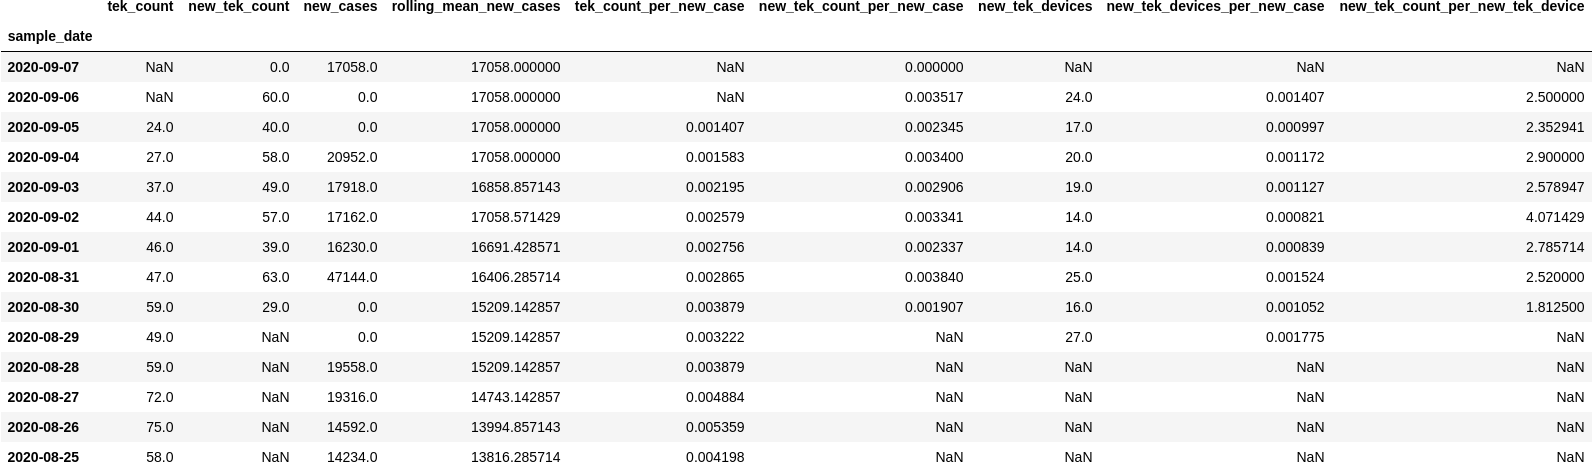 tek_count new_tek_count new_cases rolling_mean_new_cases tek_count_per_new_case new_tek_count_per_new_case new_tek_devices new_tek_devices_per_new_case new_tek_count_per_new_tek_device
sample_date
2020-09-07 NaN 0.0 17058.0 17058.000000 NaN 0.000000 NaN NaN NaN
2020-09-06 NaN 60.0 0.0 17058.000000 NaN 0.003517 24.0 0.001407 2.500000
2020-09-05 24.0 40.0 0.0 17058.000000 0.001407 0.002345 17.0 0.000997 2.352941
2020-09-04 27.0 58.0 20952.0 17058.000000 0.001583 0.003400 20.0 0.001172 2.900000
2020-09-03 37.0 49.0 17918.0 16858.857143 0.002195 0.002906 19.0 0.001127 2.578947
2020-09-02 44.0 57.0 17162.0 17058.571429 0.002579 0.003341 14.0 0.000821 4.071429
2020-09-01 46.0 39.0 16230.0 16691.428571 0.002756 0.002337 14.0 0.000839 2.785714
2020-08-31 47.0 63.0 47144.0 16406.285714 0.002865 0.003840 25.0 0.001524 2.520000
2020-08-30 59.0 29.0 0.0 15209.142857 0.003879 0.001907 16.0 0.001052 1.812500
2020-08-29 49.0 NaN 0.0 15209.142857 0.003222 NaN 27.0 0.001775 NaN
2020-08-28 59.0 NaN 19558.0 15209.142857 0.003879 NaN NaN NaN NaN
2020-08-27 72.0 NaN 19316.0 14743.142857 0.004884 NaN NaN NaN NaN
2020-08-26 75.0 NaN 14592.0 13994.857143 0.005359 NaN NaN NaN NaN
2020-08-25 58.0 NaN 14234.0 13816.285714 0.004198 NaN NaN NaN NaN